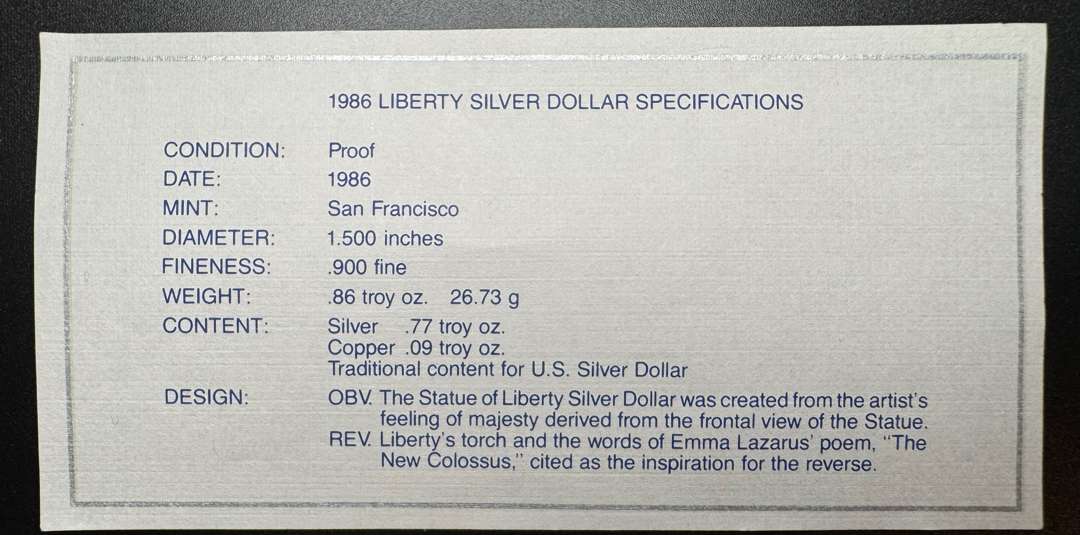 1986 LIBERTY SILVER DOLLAR SPECIFICATIONS
CONDITION: Proof
DATE: 1986
MINT: San Francisco
DIAMETER: 1.500 inches
FINENESS: .900 fine
WEIGHT: .86 troy oz. 26.73 g
CONTENT: Silver .77 troy oz.
Copper .09 troy oz.
Traditional content for U.S. Silver Dollar
DESIGN: OBV. The Statue of Liberty Silver Dollar was created from the artist's
feeling of majesty derived from the frontal view of the Statue.
REV. Liberty's torch and the words of Emma Lazarus' poem, "The
New Colossus," cited as the inspiration for the reverse.